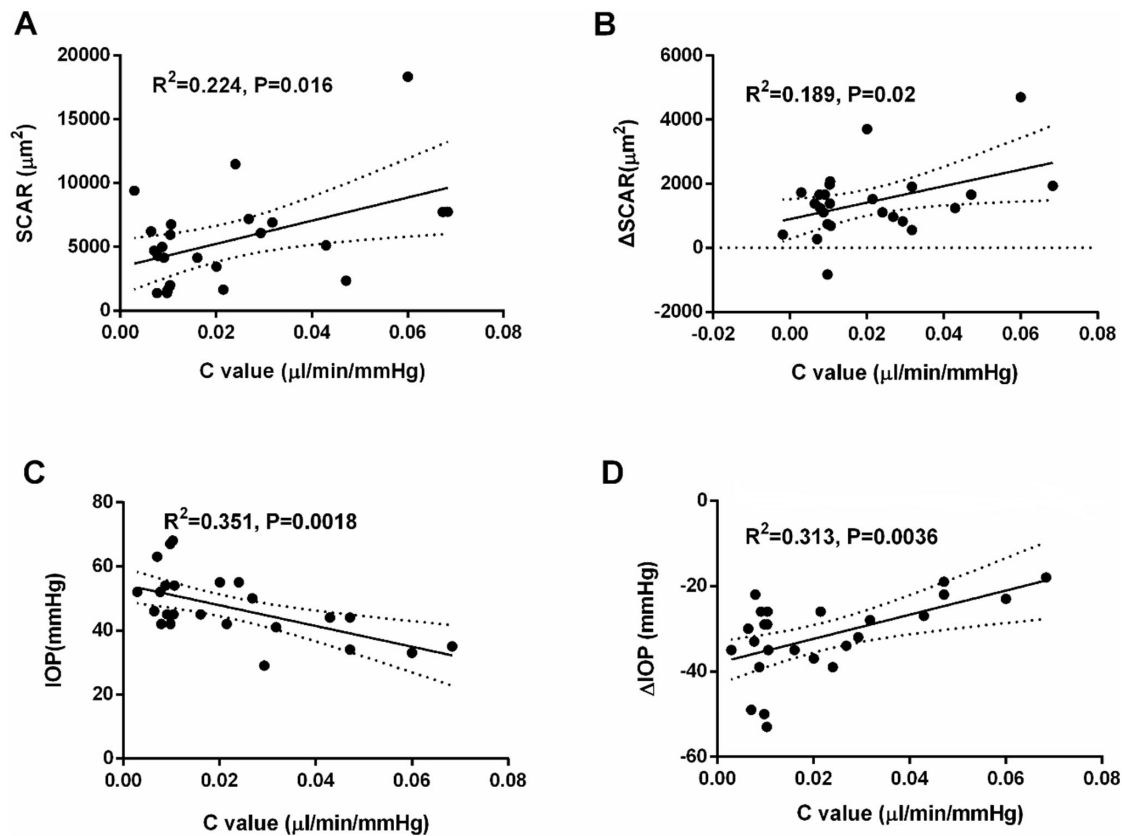 A
R²=0.224, P=0.016
SCAR (μm²)
20000
15000
10000
5000
0
0.00 0.02 0.04 0.06 0.08
C value (μl/min/mmHg)
B
R²=0.189, P=0.02
ΔSCAR(μm²)
6000
4000
2000
0
-2000
-0.02 0.00 0.02 0.04 0.06 0.08
C value (μl/min/mmHg)
C
R²=0.351, P=0.0018
IOP(mmHg)
80
60
40
20
0
0.00 0.02 0.04 0.06 0.08
C value (μl/min/mmHg)
D
R²=0.313, P=0.0036
ΔIOP (mmHg)
0
-20
-40
-60
0.00 0.02 0.04 0.06 0.08
C value (μl/min/mmHg)